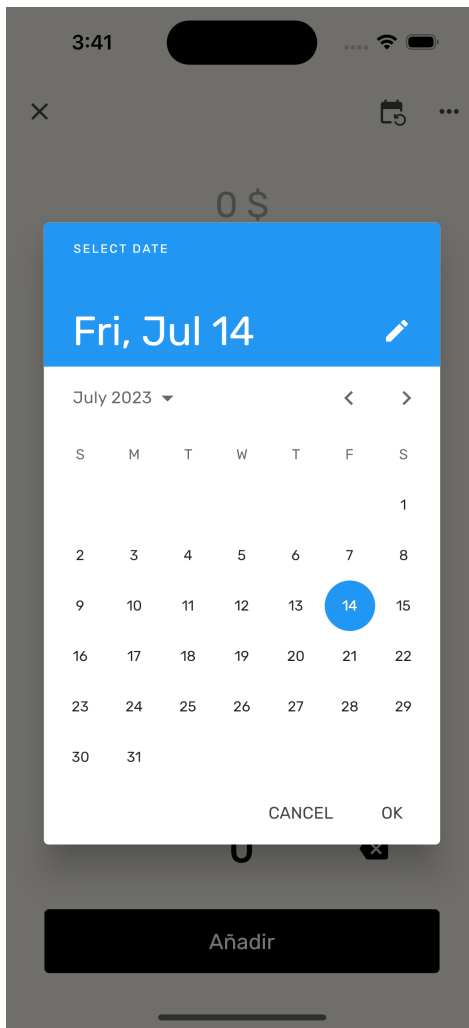 3:41
0 $
SELECT DATE
Fri, Jul 14
July 2023
S M T W T F S
1
2 3 4 5 6 7 8
9 10 11 12 13 14 15
16 17 18 19 20 21 22
23 24 25 26 27 28 29
30 31
CANCEL OK
0
Añadir